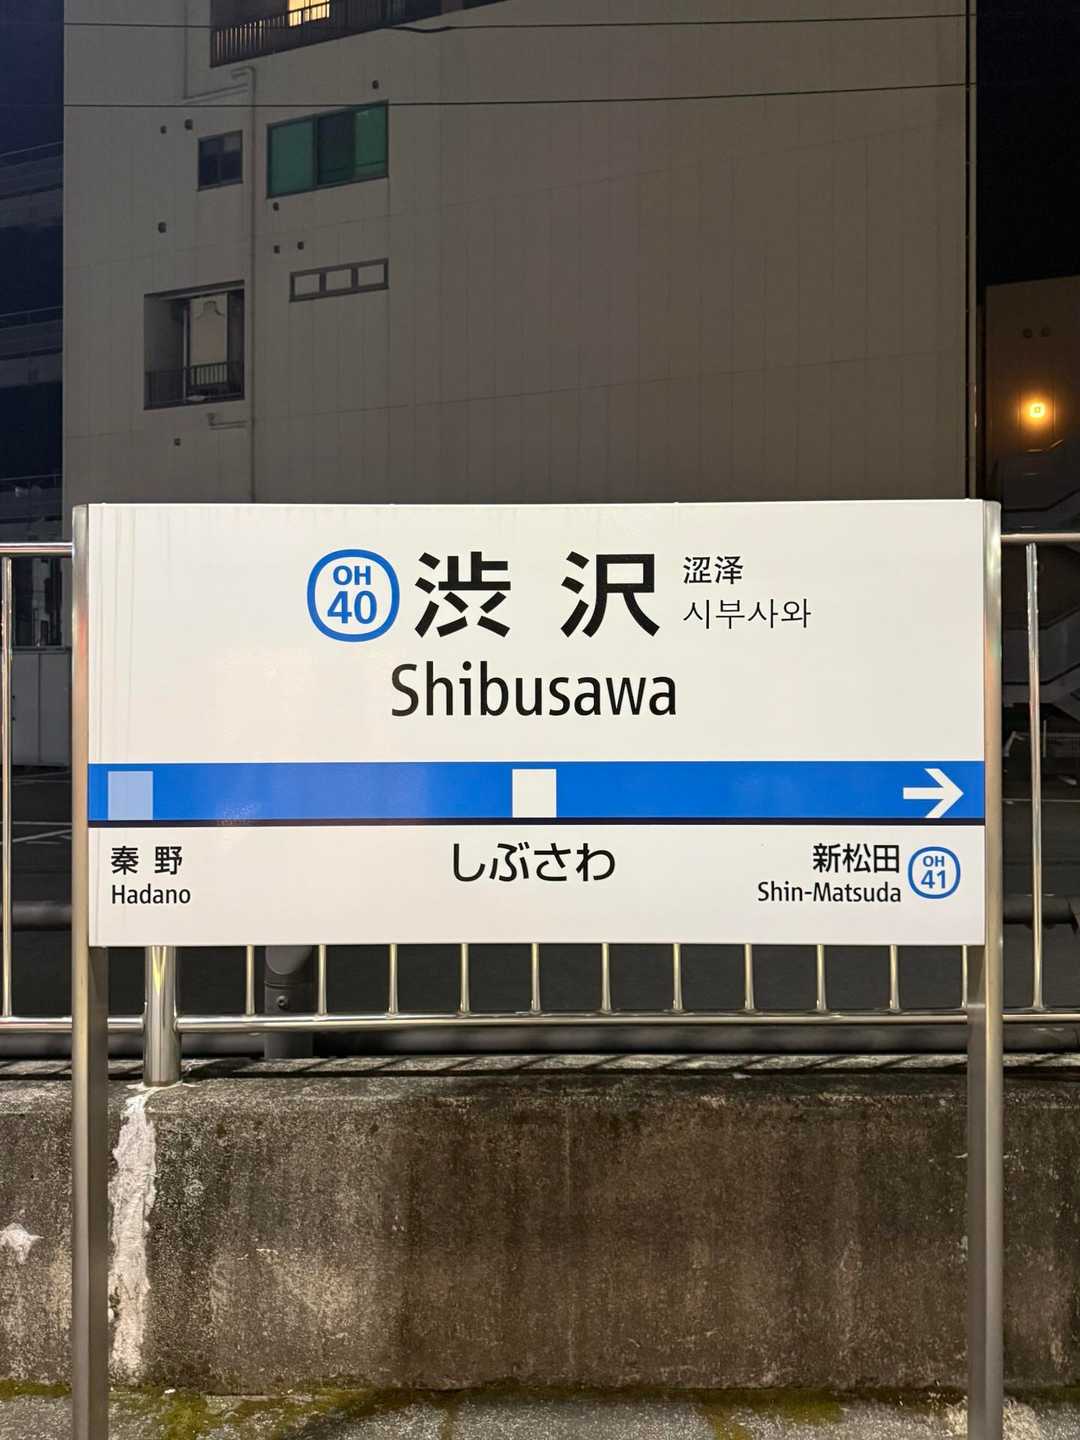 OH
40
渋沢
涩泽
시부사와
Shibusawa
秦野
Hadano
しぶさわ
新松田
Shin-Matsuda
OH
41